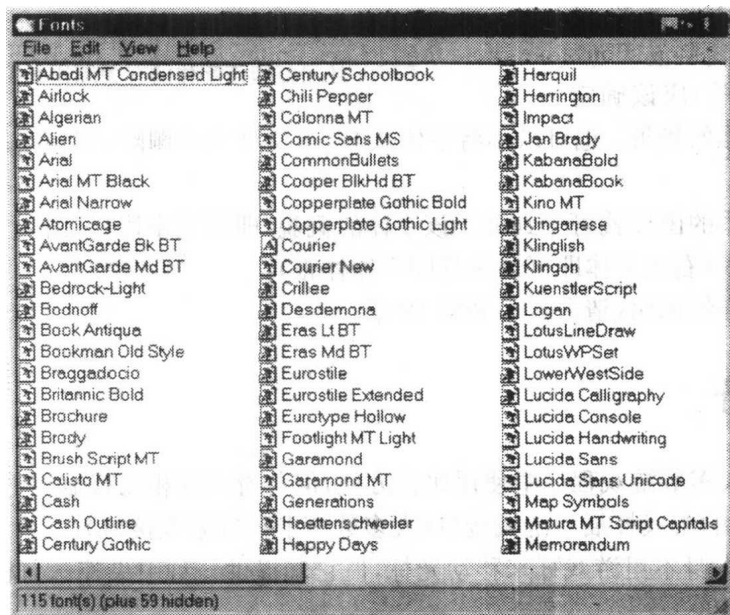 Fonts
File Edit View Help
Abadi MT Condensed Light
Airlock
Algerian
Alien
Arial
Arial MT Black
Arial Narrow
Atomicage
AvantGarde Bk BT
AvantGarde Md BT
Bedrock-Light
Bodnoff
Book Antiqua
Bookman Old Style
Braggadocio
Britannic Bold
Brochure
Brody
Brush Script MT
Calisto MT
Cash
Cash Outline
Century Gothic
Century Schoolbook
Chili Pepper
Colonna MT
Comic Sans MS
CommonBullets
Cooper BlkHd BT
Copperplate Gothic Bold
Copperplate Gothic Light
Courier
Courier New
Crillee
Desdemona
Eras Lt BT
Eras Md BT
Eurostile
Eurostile Extended
Eurotype Hollow
Footlight MT Light
Garamond
Garamond MT
Generations
Haettenschweiler
Happy Days
Harquil
Harrington
Impact
Jan Brady
KabanaBold
KabanaBook
Kino MT
Klinganese
Klinglish
Klingon
KuenstlerScript
Logan
LotusLineDraw
LotusWPSet
LowerWestSide
Lucida Calligraphy
Lucida Console
Lucida Handwriting
Lucida Sans
Lucida Sans Unicode
Map Symbols
Matura MT Script Capitals
Memorandum
115 font(s) (plus 59 hidden)